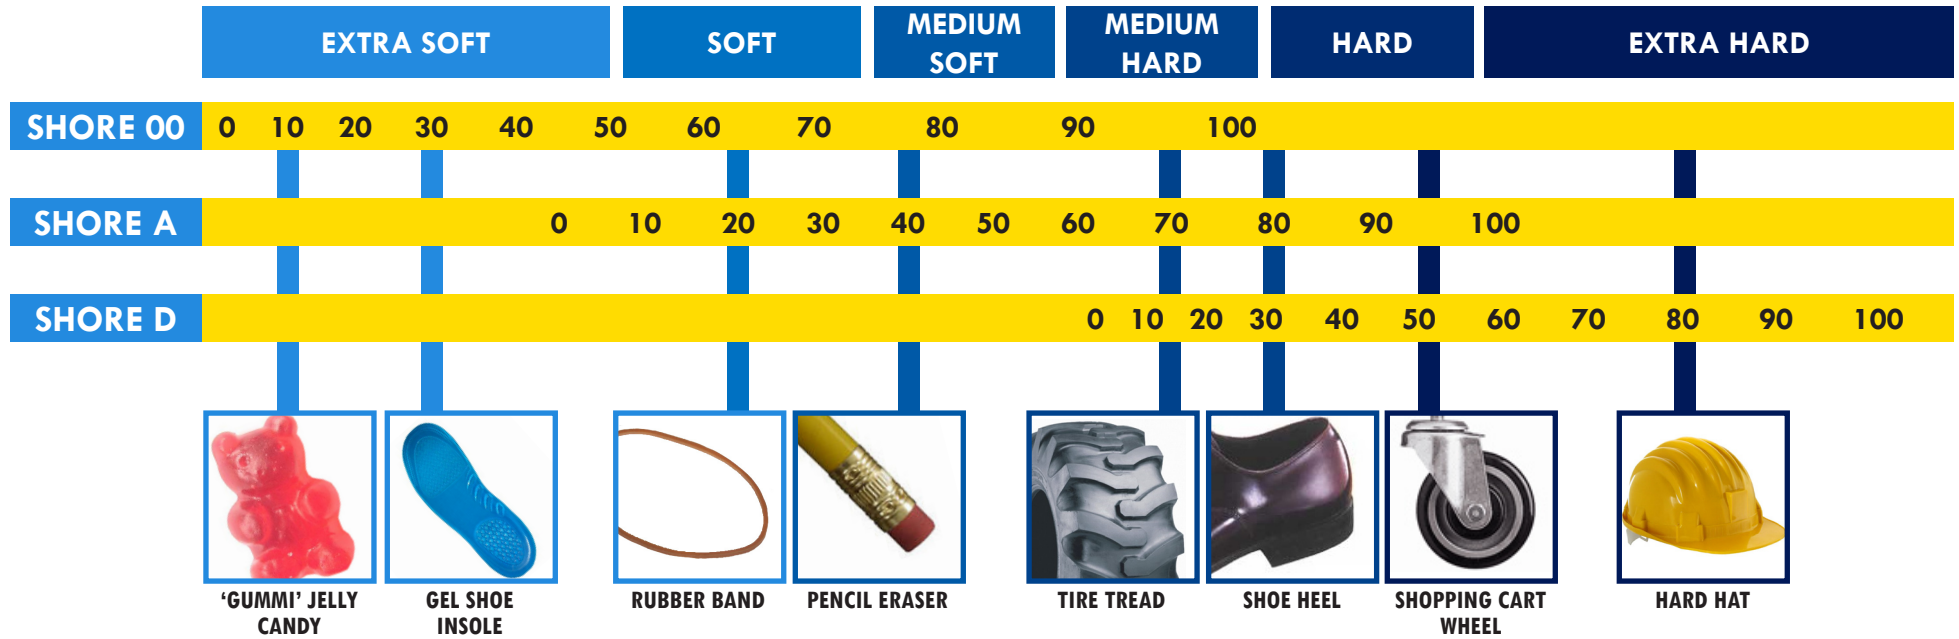 EXTRA SOFT
SOFT
MEDIUM
SOFT
MEDIUM
HARD
HARD
EXTRA HARD
SHORE 00 0 10 20 30 40 50 60 70 80 90 100
SHORE A 0 10 20 30 40 50 60 70 80 90 100
SHORE D 0 10 20 30 40 50 60 70 80 90 100
‘GUMMI’ JELLY
CANDY
GEL SHOE
INSOLE
RUBBER BAND
PENCIL ERASER
TIRE TREAD
SHOE HEEL
SHOPPING CART
WHEEL
HARD HAT